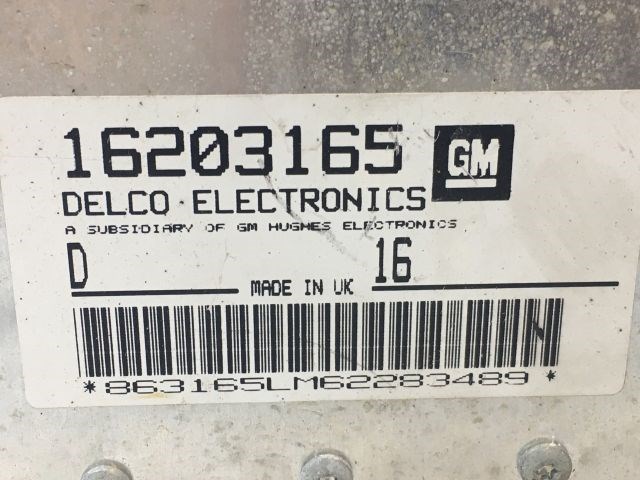 16203165 GM
DELCO ELECTRONICS
A SUBSIDIARY OF GM HUGHES ELECTRONICS
D MADE IN UK 16
*863165LM62283489*